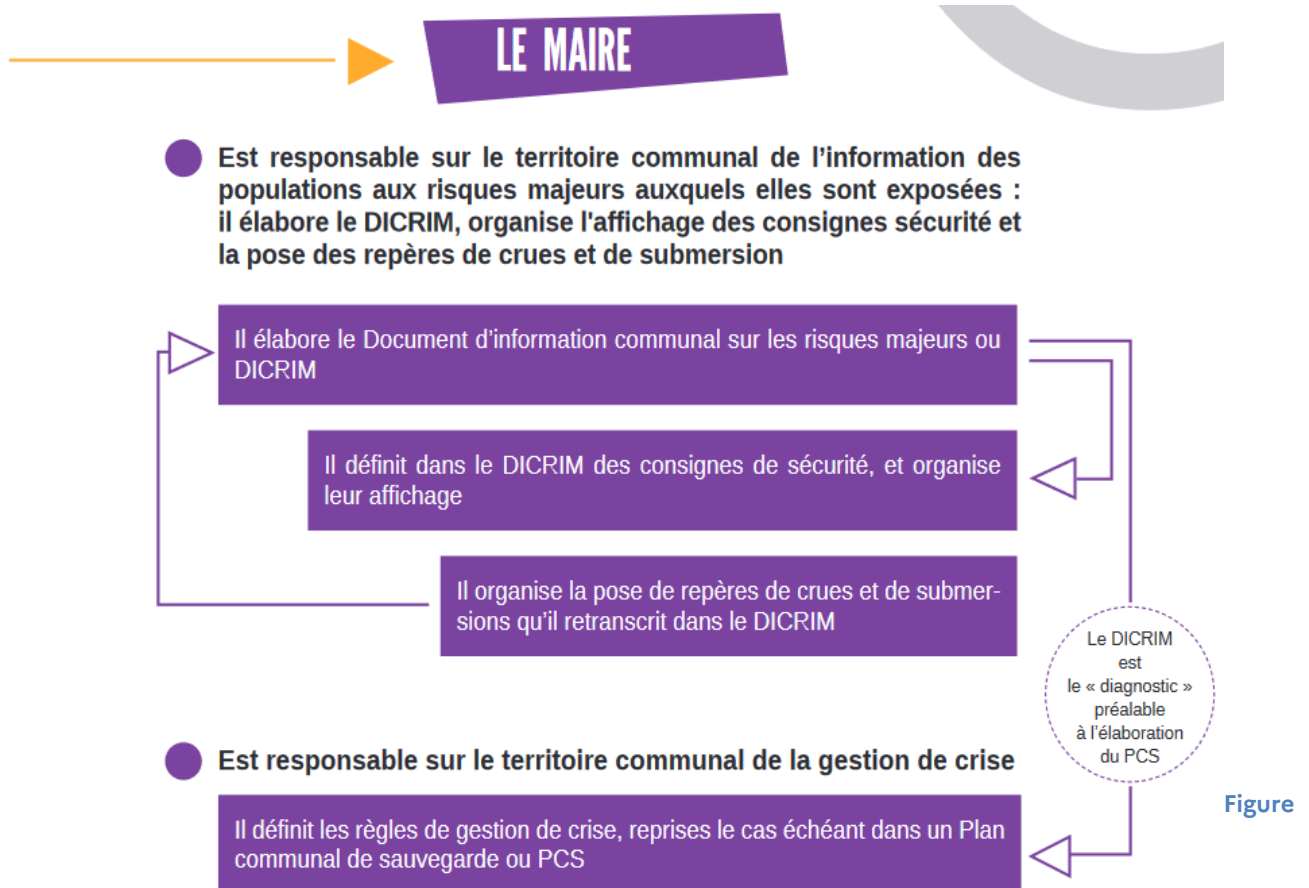 LE MAIRE
Est responsable sur le territoire communal de l’information des
populations aux risques majeurs auxquels elles sont exposées :
il élabore le DICRIM, organise l'affichage des consignes sécurité et
la pose des repères de crues et de submersion
Il élabore le Document d’information communal sur les risques majeurs ou
DICRIM
Il définit dans le DICRIM des consignes de sécurité, et organise
leur affichage
Il organise la pose de repères de crues et de submer-
sions qu’il retranscrit dans le DICRIM
Le DICRIM
est
le « diagnostic »
préalable
à l’élaboration
du PCS
Est responsable sur le territoire communal de la gestion de crise
Figure
Il définit les règles de gestion de crise, reprises le cas échéant dans un Plan
communal de sauvegarde ou PCS